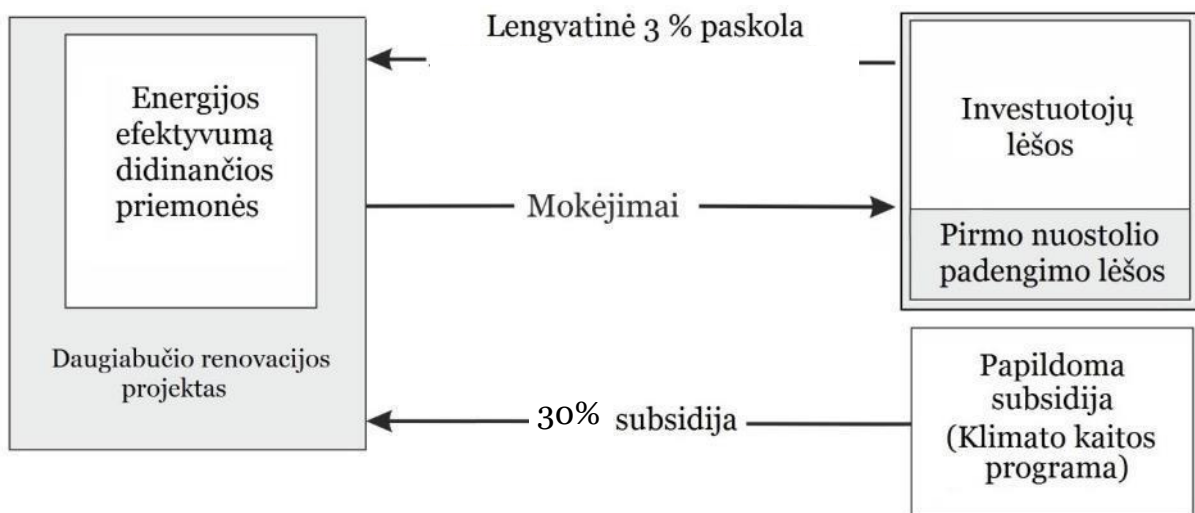 Lengvatinė 3 % paskola
Energijos
efektyvumą
didinančios
priemonės
Investuotojų
lėšos
Mokėjimai
Pirmo nuostolio
padengimo lėšos
Daugiabučio renovacijos
projektas
30% subsidija
Papildoma
subsidija
(Klimato kaitos
programa)